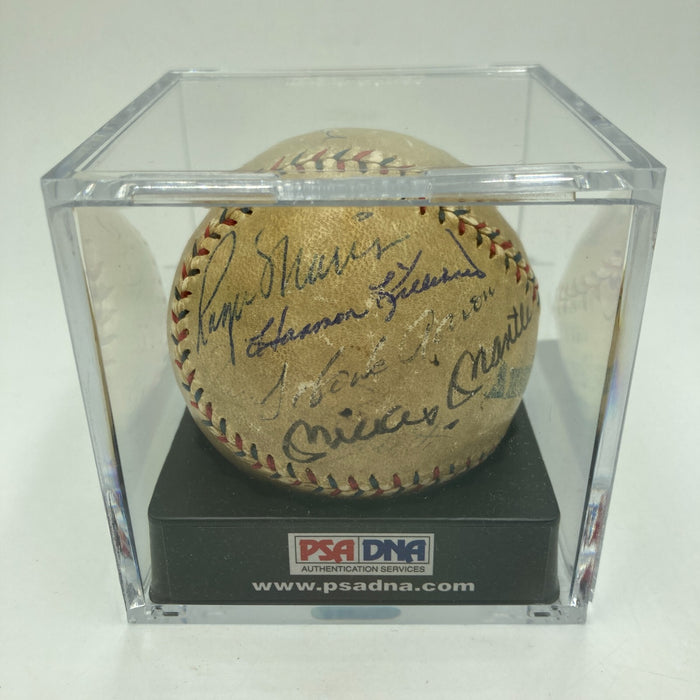 Roger Maris
Harmon Killebrew
Hank Aaron
Mickey Mantle
PSA DNA
AUTHENTICATION SERVICES
www.psadna.com